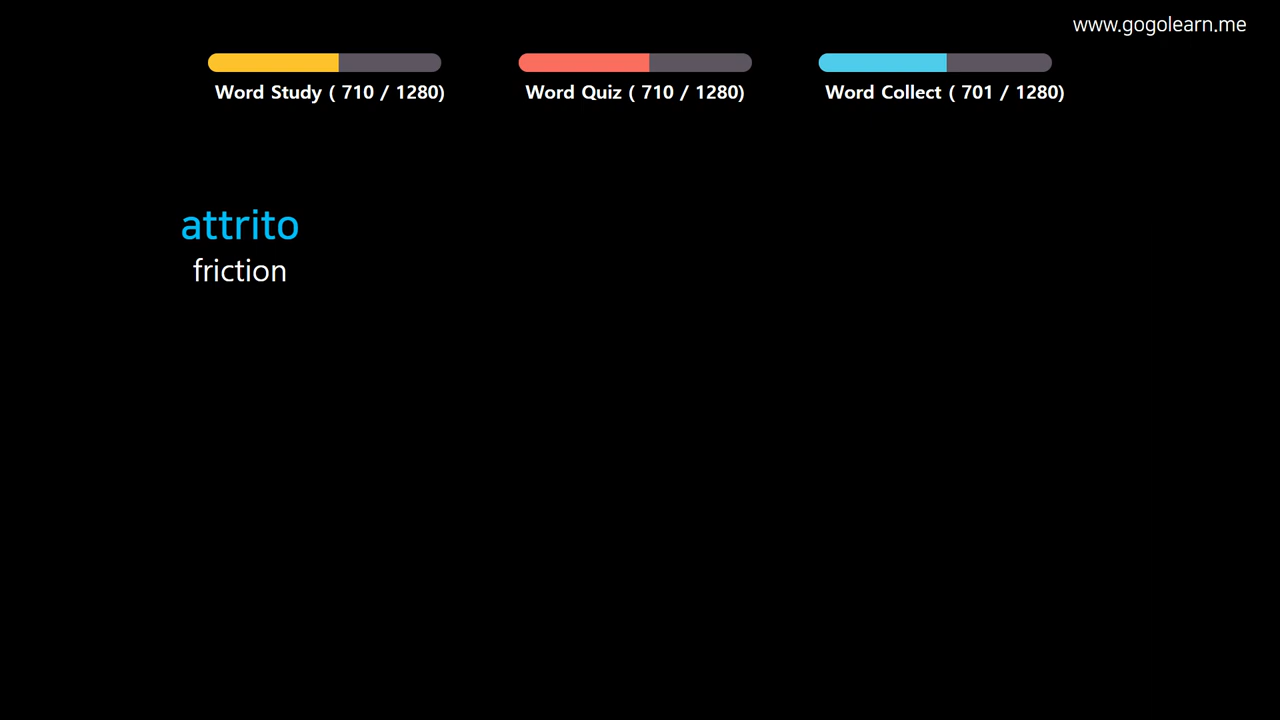 www.gogolearn.me
Word Study ( 710 / 1280)
Word Quiz ( 710 / 1280)
Word Collect ( 701 / 1280)
attrito
friction